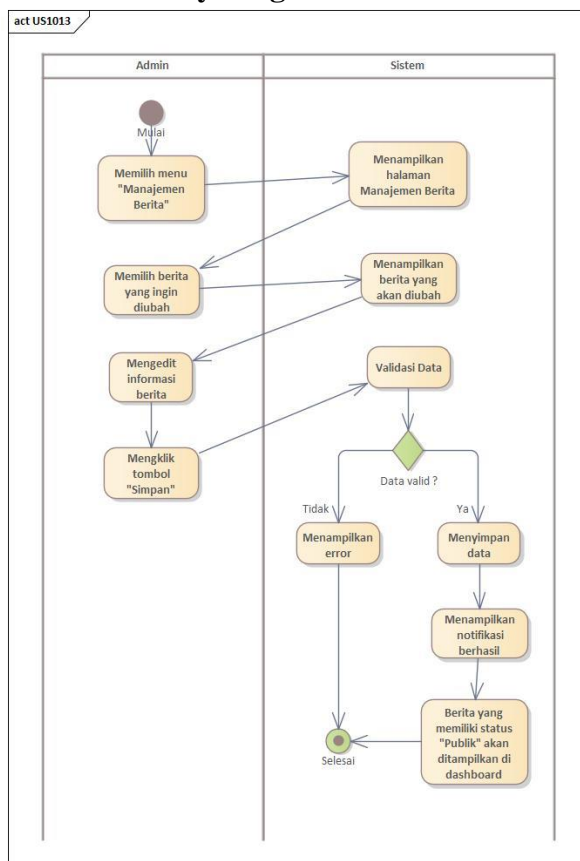 act US1013
Admin
Sistem
Mulai
Memilih menu
"Manajemen
Berita"
Menampilkan
halaman
Manajemen Berita
Memilih berita
yang ingin
diubah
Menampilkan
berita yang
akan diubah
Mengedit
informasi
berita
Validasi Data
Mengklik
tombol
"Simpan"
Data valid ?
Tidak
Ya
Menampilkan
error
Menyimpan
data
Menampilkan
notifikasi
berhasil
Berita yang
memiliki status
"Publik" akan
ditampilkan di
dashboard
Selesai